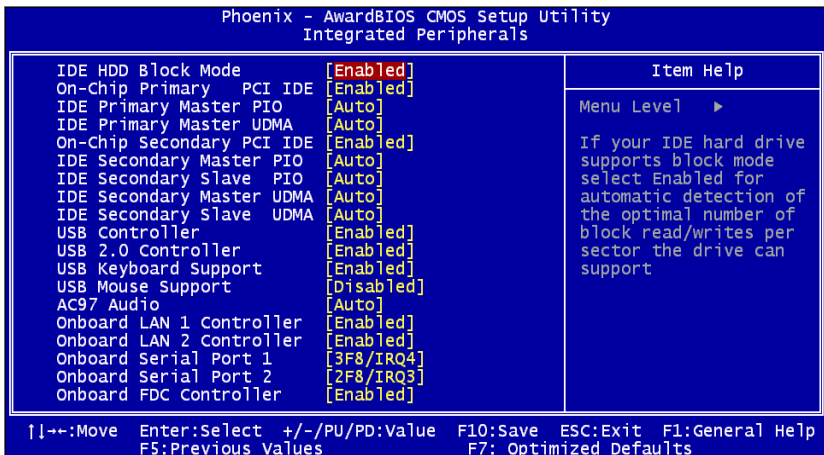 Phoenix - AwardBIOS CMOS Setup Utility
Integrated Peripherals
IDE HDD Block Mode [Enabled]
On-Chip Primary PCI IDE [Enabled]
IDE Primary Master PIO [Auto]
IDE Primary Master UDMA [Auto]
On-Chip Secondary PCI IDE [Enabled]
IDE Secondary Master PIO [Auto]
IDE Secondary Slave PIO [Auto]
IDE Secondary Master UDMA [Auto]
IDE Secondary Slave UDMA [Auto]
USB Controller [Enabled]
USB 2.0 Controller [Enabled]
USB Keyboard Support [Enabled]
USB Mouse Support [Disabled]
AC97 Audio [Auto]
Onboard LAN 1 Controller [Enabled]
Onboard LAN 2 Controller [Enabled]
Onboard Serial Port 1 [3F8/IRQ4]
Onboard Serial Port 2 [2F8/IRQ3]
Onboard FDC Controller [Enabled]
Item Help
Menu Level ▶
If your IDE hard drive
supports block mode
select Enabled for
automatic detection of
the optimal number of
block read/writes per
sector the drive can
support
↑↓→←:Move Enter:Select +/-/PU/PD:Value F10:Save ESC:Exit F1:General Help
F5:Previous Values F7: Optimized Defaults